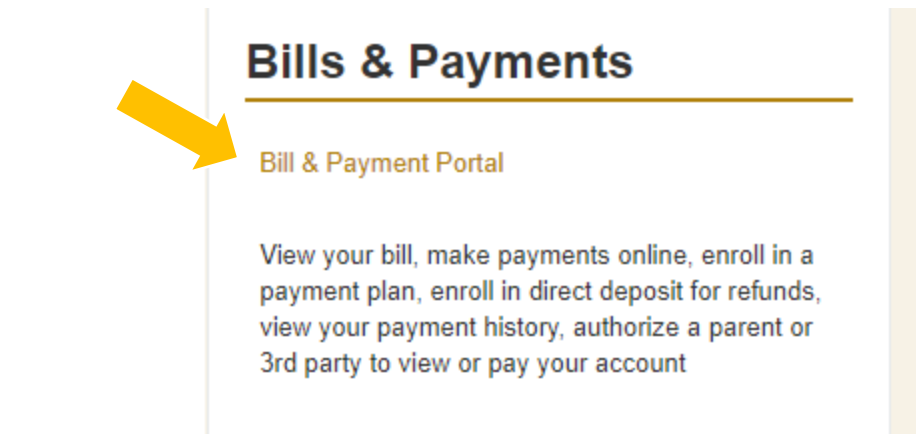 Bills & Payments
Bill & Payment Portal
View your bill, make payments online, enroll in a
payment plan, enroll in direct deposit for refunds,
view your payment history, authorize a parent or
3rd party to view or pay your account